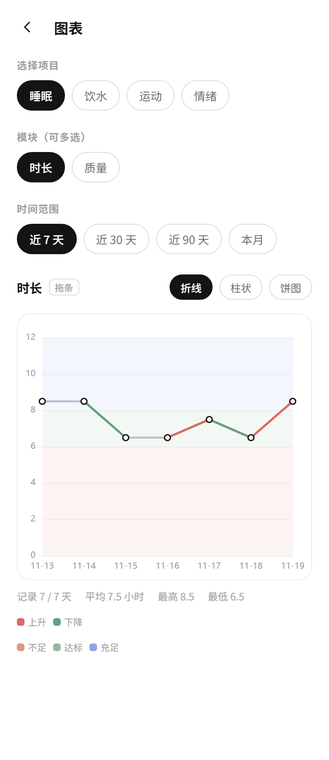 图表
选择项目
睡眠 饮水 运动 情绪
模块（可多选）
时长 质量
时间范围
近 7 天 近 30 天 近 90 天 本月
时长 拖条 折线 柱状 饼图
12
10
8
6
4
2
0
11-13 11-14 11-15 11-16 11-17 11-18 11-19
记录 7 / 7 天 平均 7.5 小时 最高 8.5 最低 6.5
上升 下降
不足 达标 充足